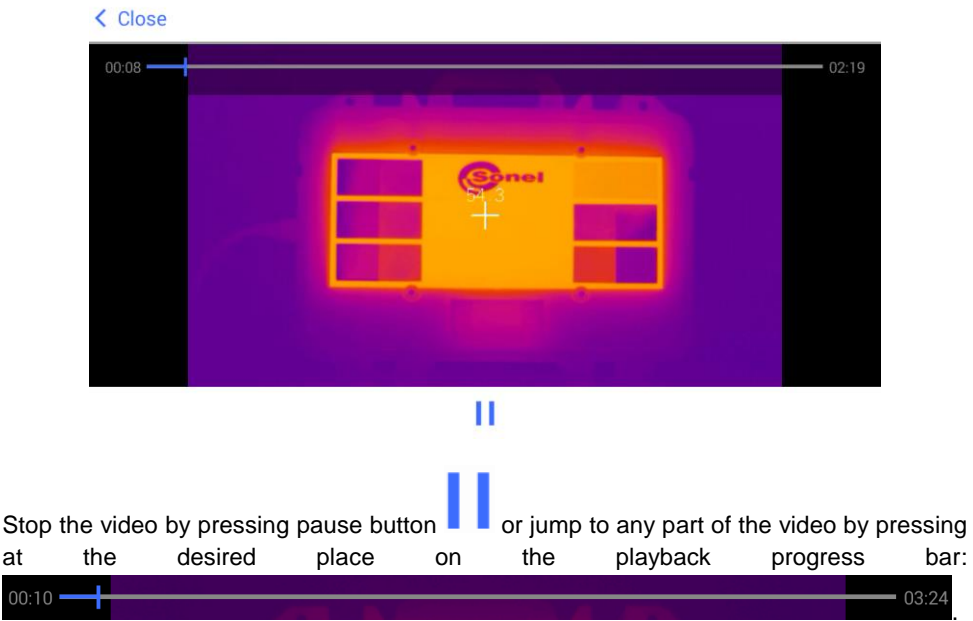 Close
00:08 02:19
Sonel
54.3
Stop the video by pressing pause button or jump to any part of the video by pressing
at the desired place on the playback progress bar:
00:10 03:24.